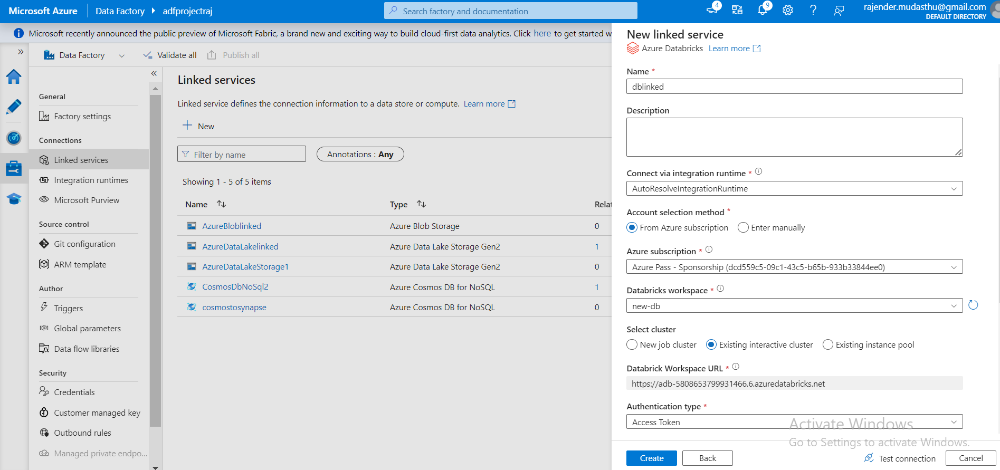 Microsoft Azure
Data Factory
adfprojectraj
Search factory and documentation
4
9
rajender.mudasthu@gmail.com
DEFAULT DIRECTORY
Microsoft recently announced the public preview of Microsoft Fabric, a brand new and exciting way to build cloud-first data analytics. Click here to get started w
Data Factory
Validate all
Publish all
General
Factory settings
Connections
Linked services
Integration runtimes
Microsoft Purview
Source control
Git configuration
ARM template
Author
Triggers
Global parameters
Data flow libraries
Security
Credentials
Customer managed key
Outbound rules
Managed private endpo...
Linked services
Linked service defines the connection information to a data store or compute. Learn more
New
Filter by name
Annotations : Any
Showing 1 - 5 of 5 items
Name Type Relat
AzureBloblinked Azure Blob Storage 0
AzureDataLakelinked Azure Data Lake Storage Gen2 1
AzureDataLakeStorage1 Azure Data Lake Storage Gen2 0
CosmosDbNoSql2 Azure Cosmos DB for NoSQL 1
cosmostosynapse Azure Cosmos DB for NoSQL 0
New linked service
Azure Databricks Learn more
Name *
dblinked
Description
Connect via integration runtime *
AutoResolveIntegrationRuntime
Account selection method *
From Azure subscription Enter manually
Azure subscription *
Azure Pass - Sponsorship (dcd559c5-09c1-43c5-b65b-933b33844ee0)
Databricks workspace *
new-db
Select cluster
New job cluster Existing interactive cluster Existing instance pool
Databrick Workspace URL *
https://adb-5808653799931466.6.azuredatabricks.net
Authentication type *
Access Token
Activate Windows
Go to Settings to activate Windows.
Create Back Test connection Cancel